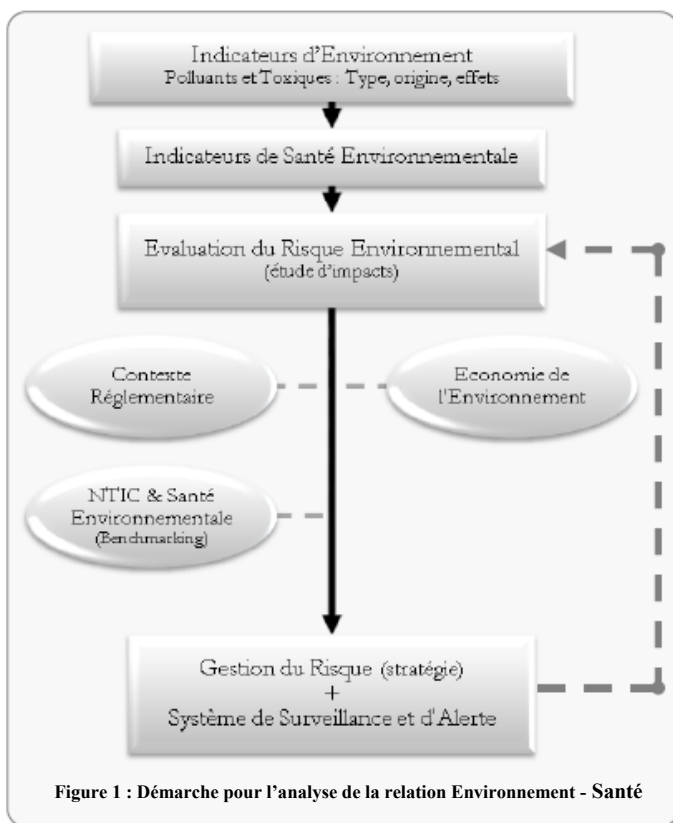 Indicateurs d'Environnement
Polluants et Toxiques : Type, origine, effets
Indicateurs de Santé Environnementale
Evaluation du Risque Environnemental
(étude d'impacts)
Contexte
Réglementaire
Economie de
l'Environnement
NTIC & Santé
Environnementale
(Benchmarking)
Gestion du Risque (stratégie)
+
Système de Surveillance et d'Alerte
Figure 1 : Démarche pour l'analyse de la relation Environnement - Santé